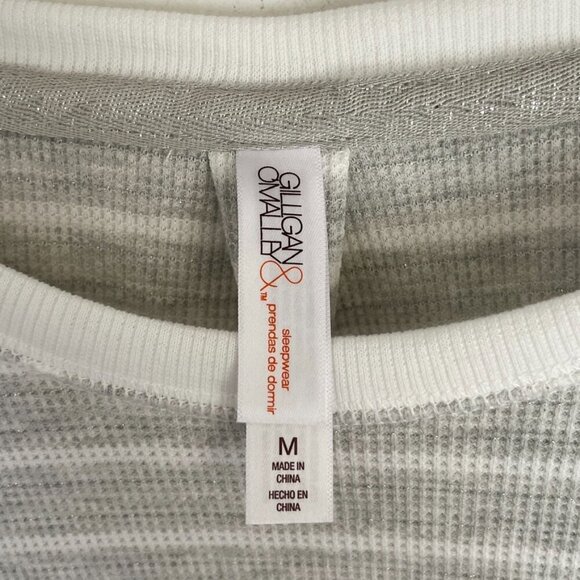 GILLIGAN &
O'MALLEY
™
sleepwear
prendas de dormir
M
MADE IN
CHINA
HECHO EN
CHINA